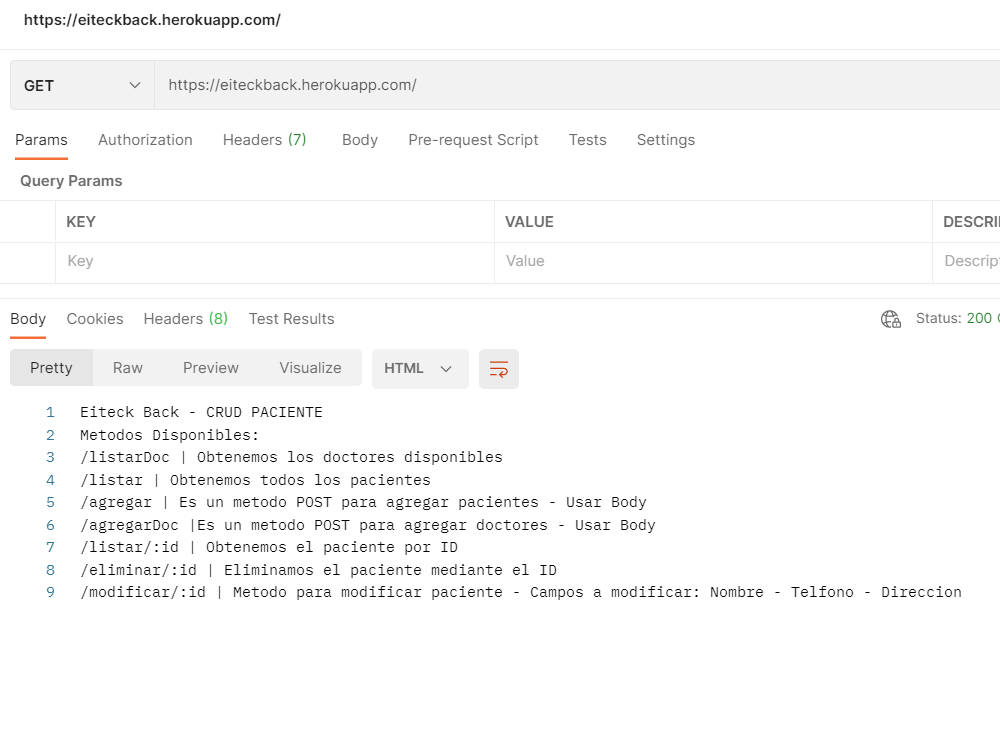 https://eiteckback.herokuapp.com/
GET https://eiteckback.herokuapp.com/
Params Authorization Headers (7) Body Pre-request Script Tests Settings
Query Params
KEY VALUE DESCRI
Key Value Descript
Body Cookies Headers (8) Test Results Status: 200
Pretty Raw Preview Visualize HTML
1 Eiteck Back - CRUD PACIENTE
2 Metodos Disponibles:
3 /listarDoc | Obtenemos los doctores disponibles
4 /listar | Obtenemos todos los pacientes
5 /agregar | Es un metodo POST para agregar pacientes - Usar Body
6 /agregarDoc |Es un metodo POST para agregar doctores - Usar Body
7 /listar/:id | Obtenemos el paciente por ID
8 /eliminar/:id | Eliminamos el paciente mediante el ID
9 /modificar/:id | Metodo para modificar paciente - Campos a modificar: Nombre - Telfono - Direccion